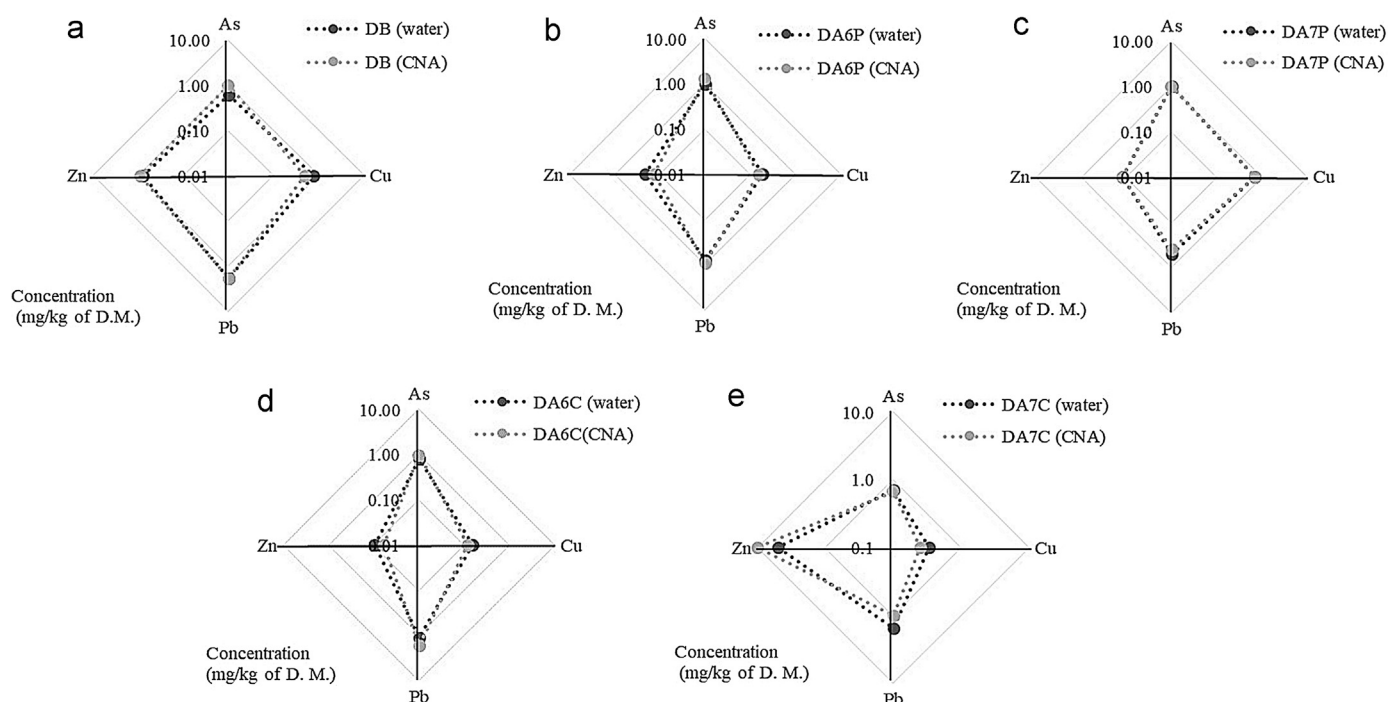 a
As
10.00
1.00
0.10
0.01
Zn
Cu
Pb
DB (water)
DB (CNA)
Concentration
(mg/kg of D.M.)
b
As
10.00
1.00
0.10
0.01
Zn
Cu
Pb
DA6P (water)
DA6P (CNA)
Concentration
(mg/kg of D. M.)
c
As
10.00
1.00
0.10
0.01
Zn
Cu
Pb
DA7P (water)
DA7P (CNA)
Concentration
(mg/kg of D. M.)
d
As
10.00
1.00
0.10
0.01
Zn
Cu
Pb
DA6C (water)
DA6C(CNA)
Concentration
(mg/kg of D. M.)
e
As
10.0
1.0
0.1
Zn
Cu
Pb
DA7C (water)
DA7C (CNA)
Concentration
(mg/kg of D. M.)